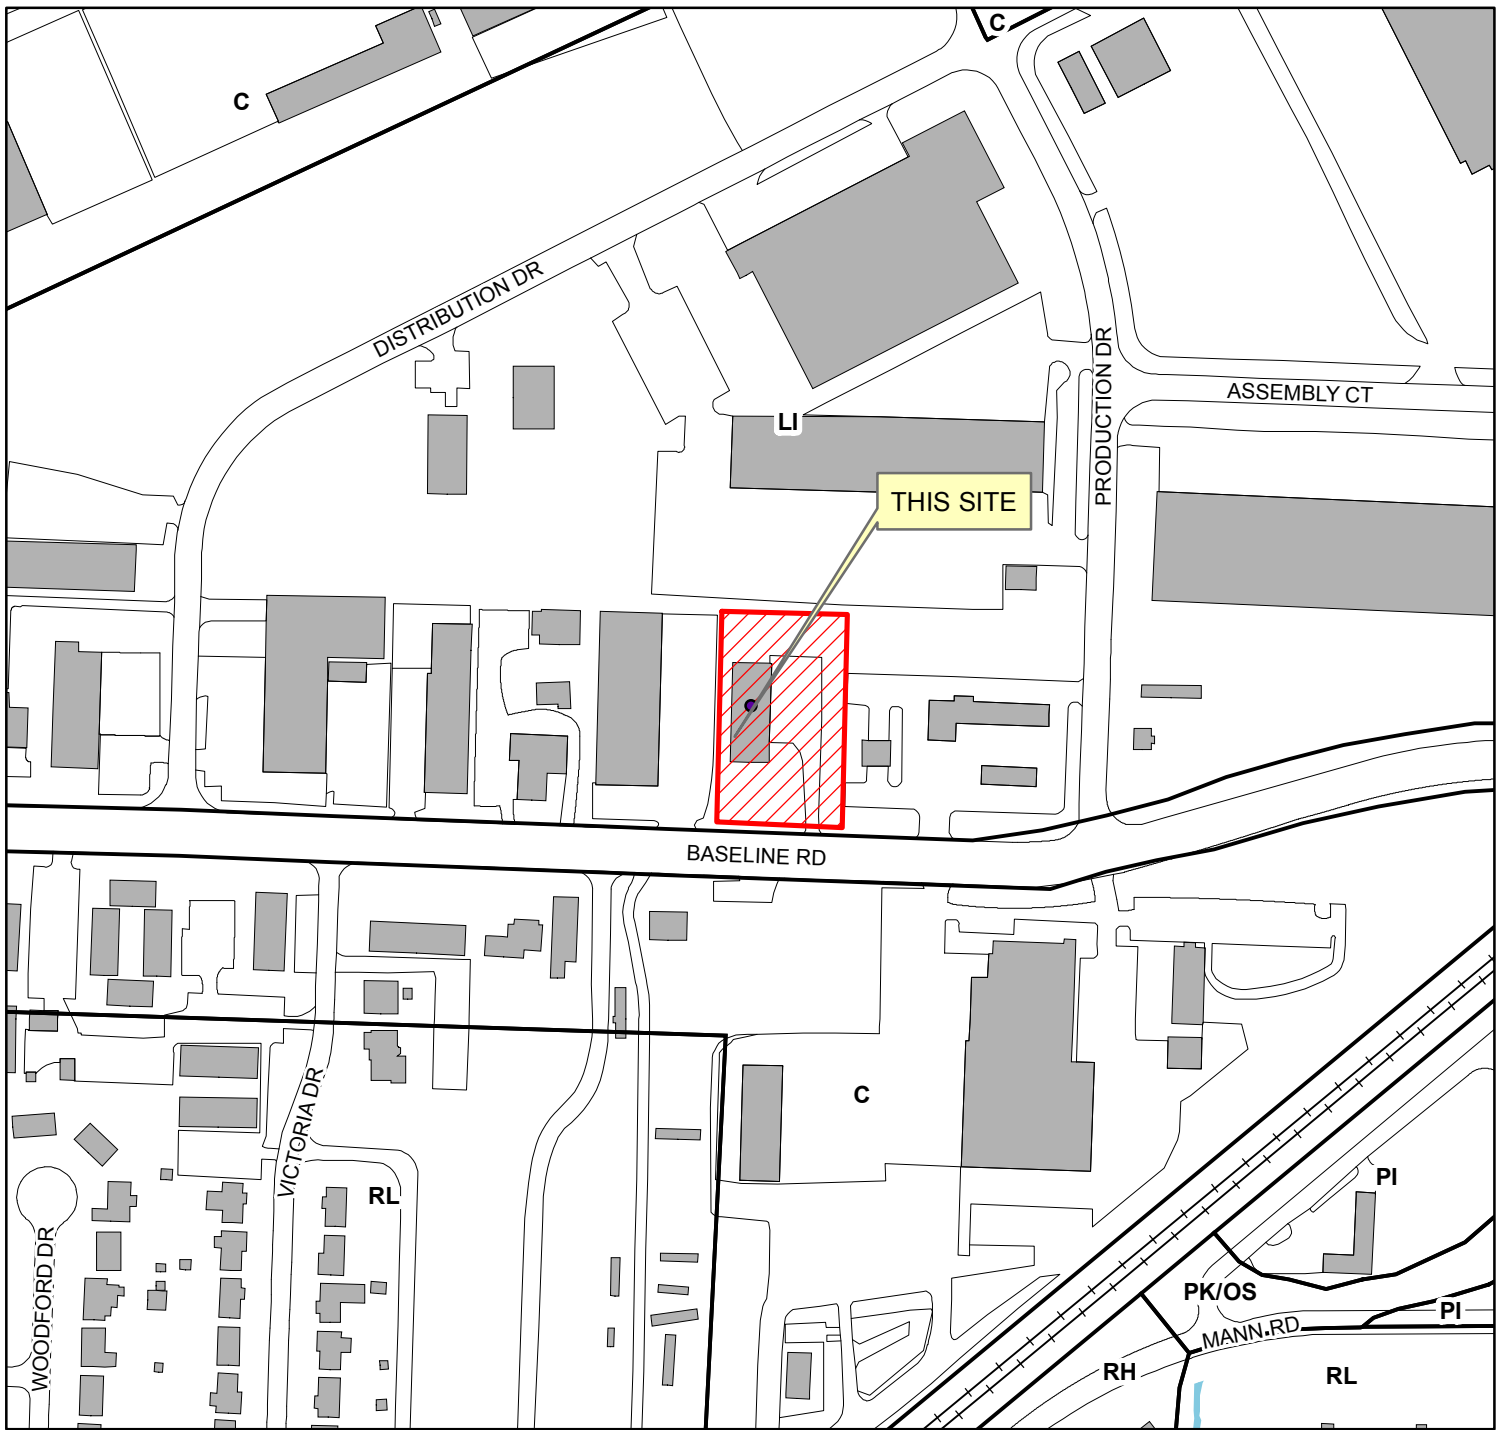 C
C
DISTRIBUTION DR
PRODUCTION DR
ASSEMBLY CT
LI
THIS SITE
BASELINE RD
C
VICTORIA DR
RL
PI
WOODFORD DR
PK/OS
PI
MANN RD
RH
RL